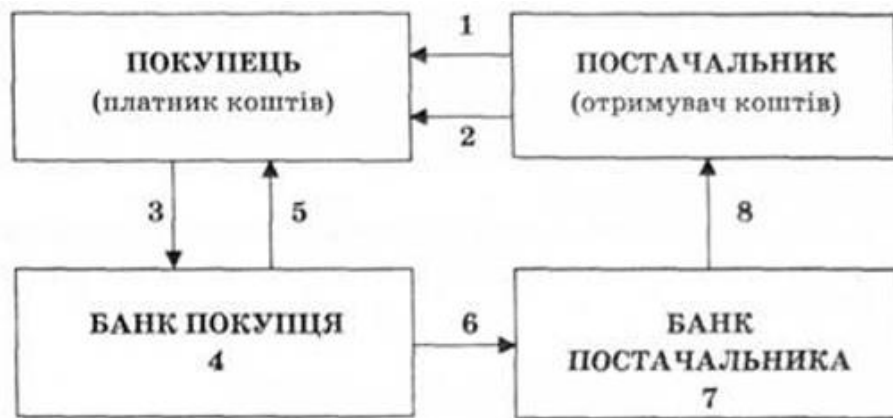 1
ПОКУПЕЦЬ
(платник коштів)
ПОСТАЧАЛЬНИК
(отримувач коштів)
2
3
5
8
БАНК ПОКУПЦЯ
4
6
БАНК
ПОСТАЧАЛЬНИКА
7